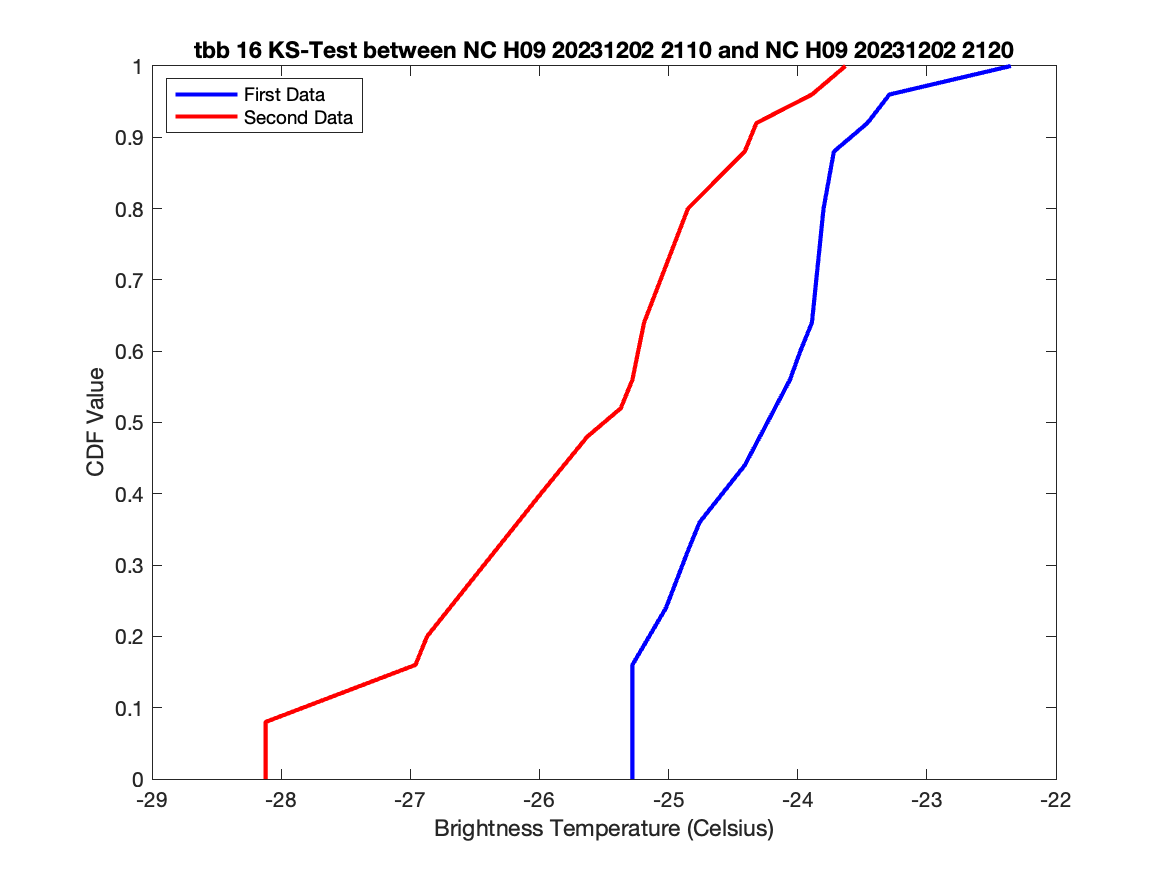 tbb 16 KS-Test between NC H09 20231202 2110 and NC H09 20231202 2120
First Data
Second Data
1
0.9
0.8
0.7
0.6
0.5
0.4
0.3
0.2
0.1
0
CDF Value
-29 -28 -27 -26 -25 -24 -23 -22
Brightness Temperature (Celsius)